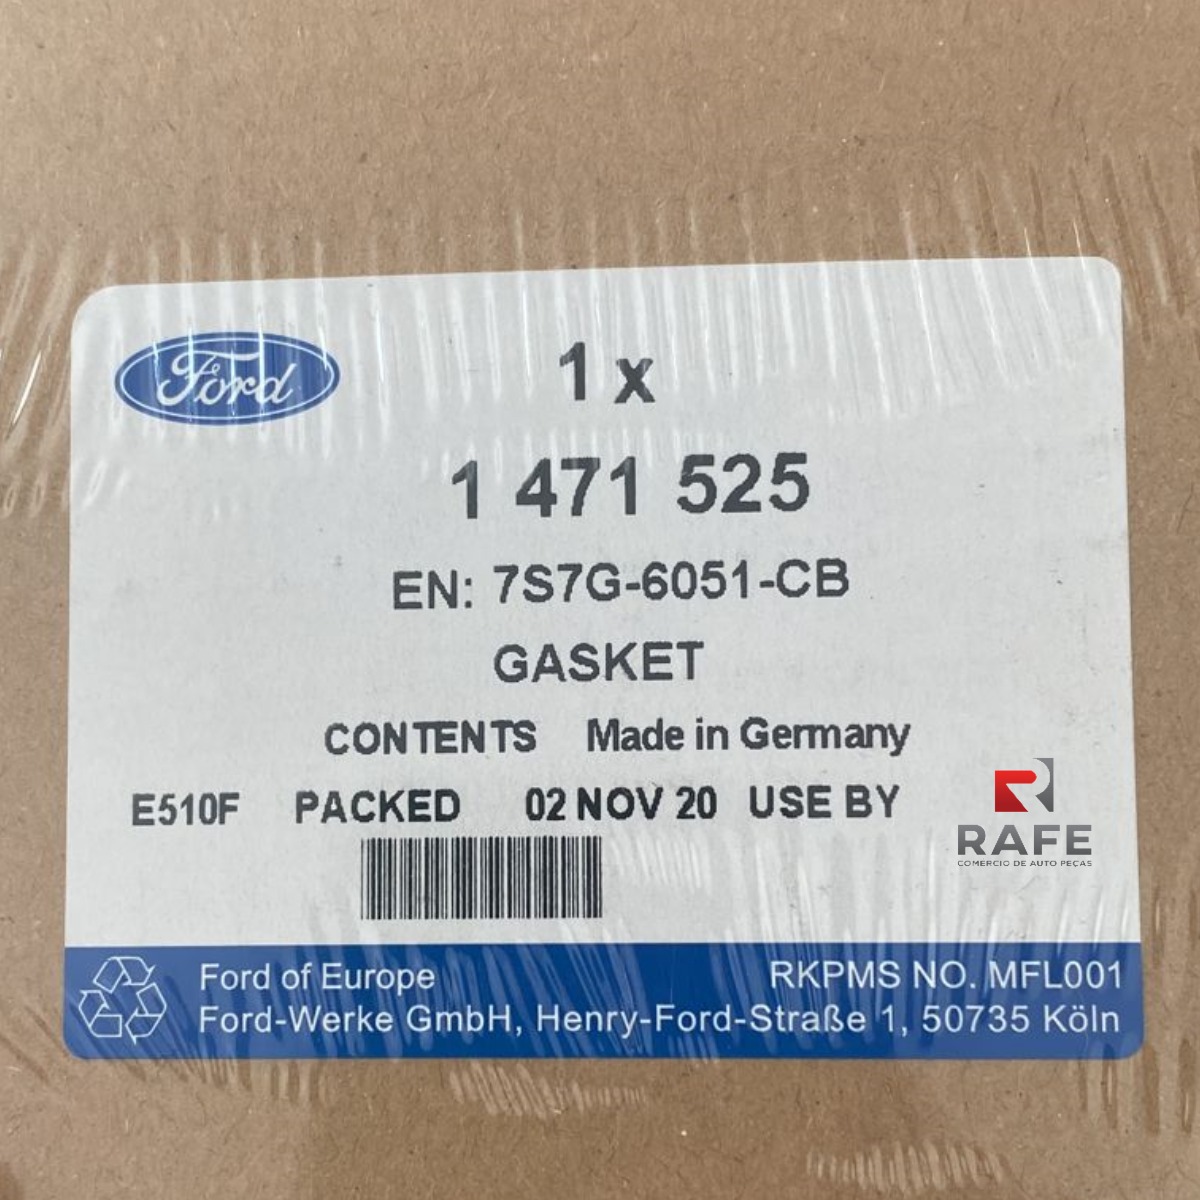 Ford
1 x
1 471 525
EN: 7S7G-6051-CB
GASKET
CONTENTS Made in Germany
E510F PACKED 02 NOV 20 USE BY
RAFE
COMERCIO DE AUTO PEÇAS
Ford of Europe RKPMS NO. MFL001
Ford-Werke GmbH, Henry-Ford-Straße 1, 50735 Köln